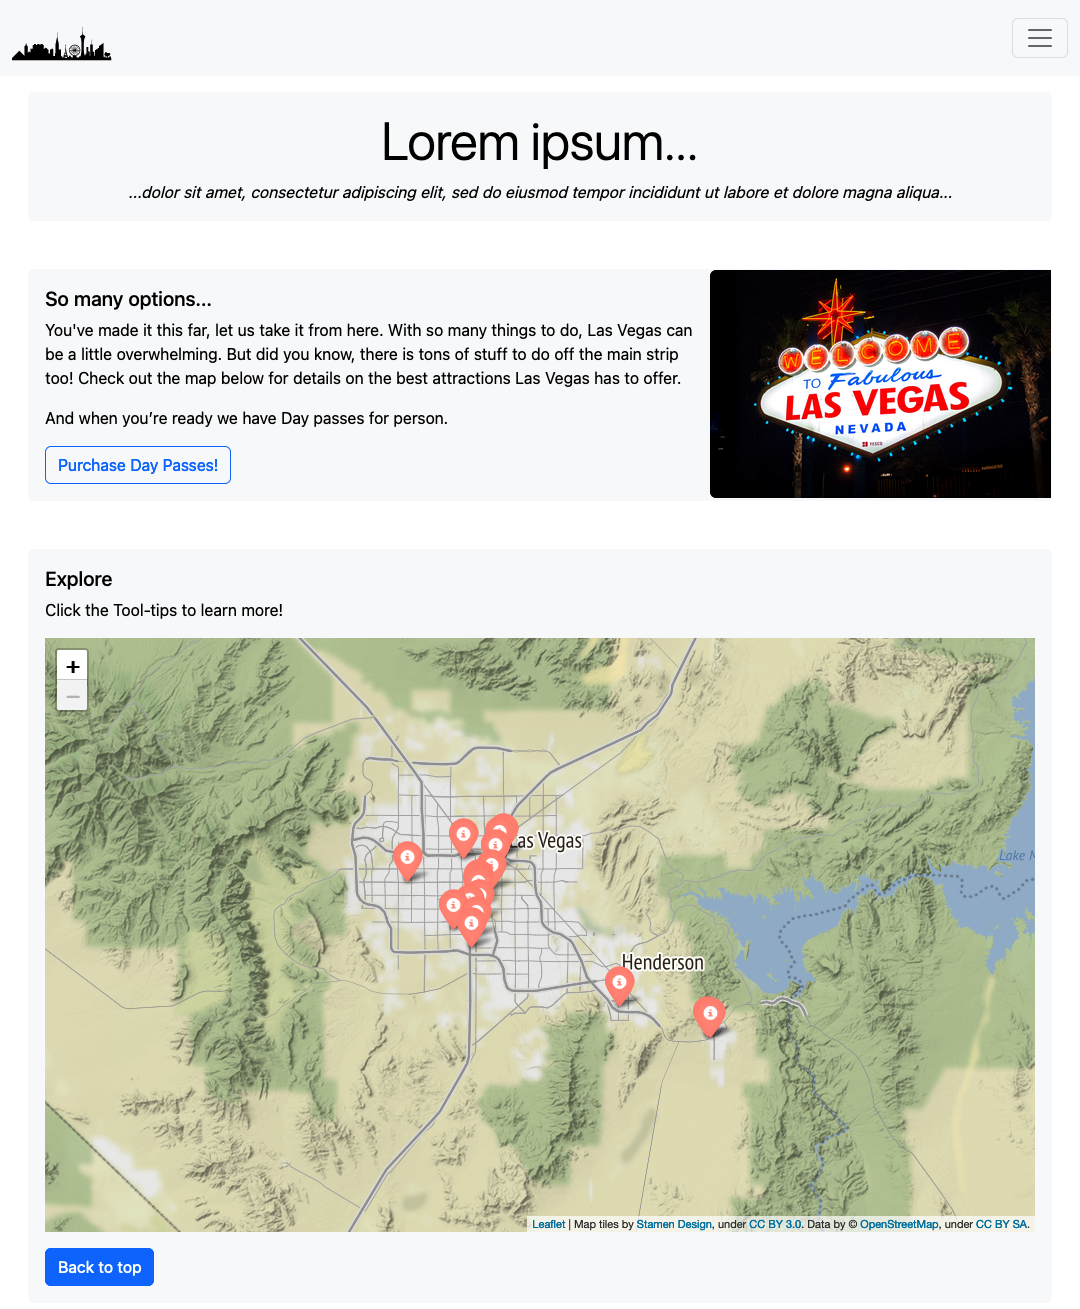 Lorem ipsum...
...dolor sit amet, consectetur adipiscing elit, sed do eiusmod tempor incididunt ut labore et dolore magna aliqua...
So many options...
You've made it this far, let us take it from here. With so many things to do, Las Vegas can
be a little overwhelming. But did you know, there is tons of stuff to do off the main strip
too! Check out the map below for details on the best attractions Las Vegas has to offer.
And when you’re ready we have Day passes for person.
Purchase Day Passes!
WELCOME
TO Fabulous
LAS VEGAS
NEVADA
YESCO
Explore
Click the Tool-tips to learn more!
+
−
Las Vegas
Lake M
Henderson
Leaflet | Map tiles by Stamen Design, under CC BY 3.0. Data by © OpenStreetMap, under CC BY SA.
Back to top